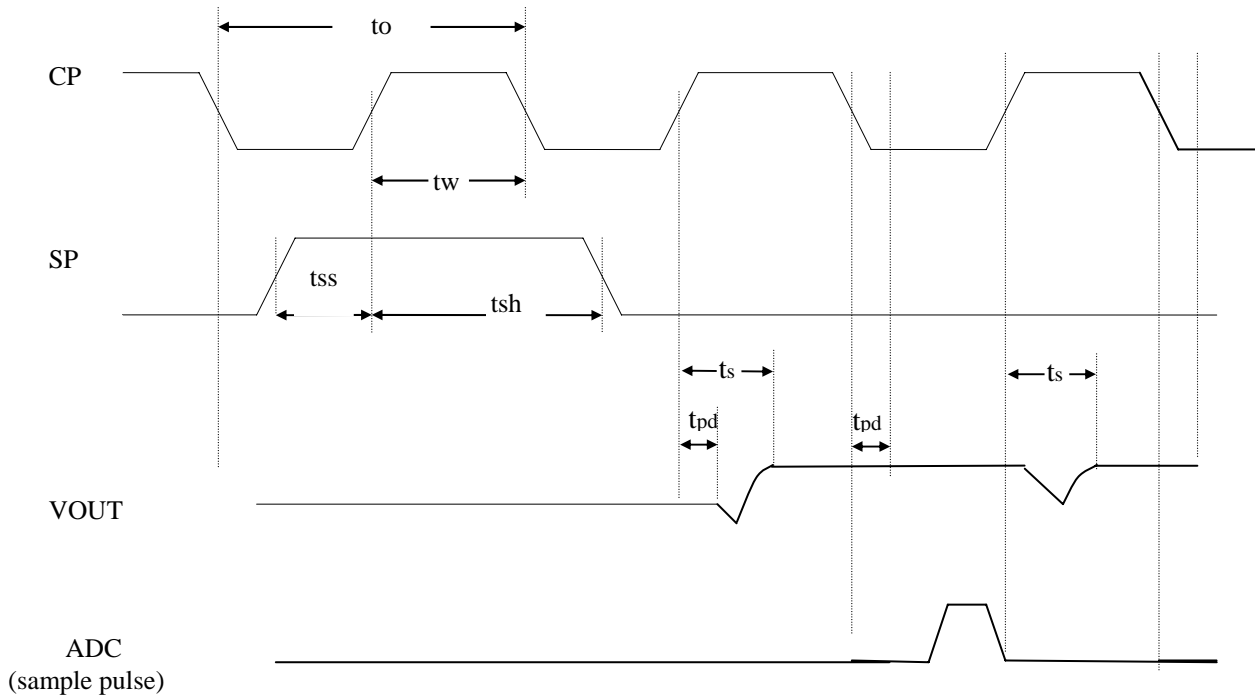 to
CP
tw
SP
tss
tsh
ts
ts
tpd
tpd
VOUT
ADC
(sample pulse)